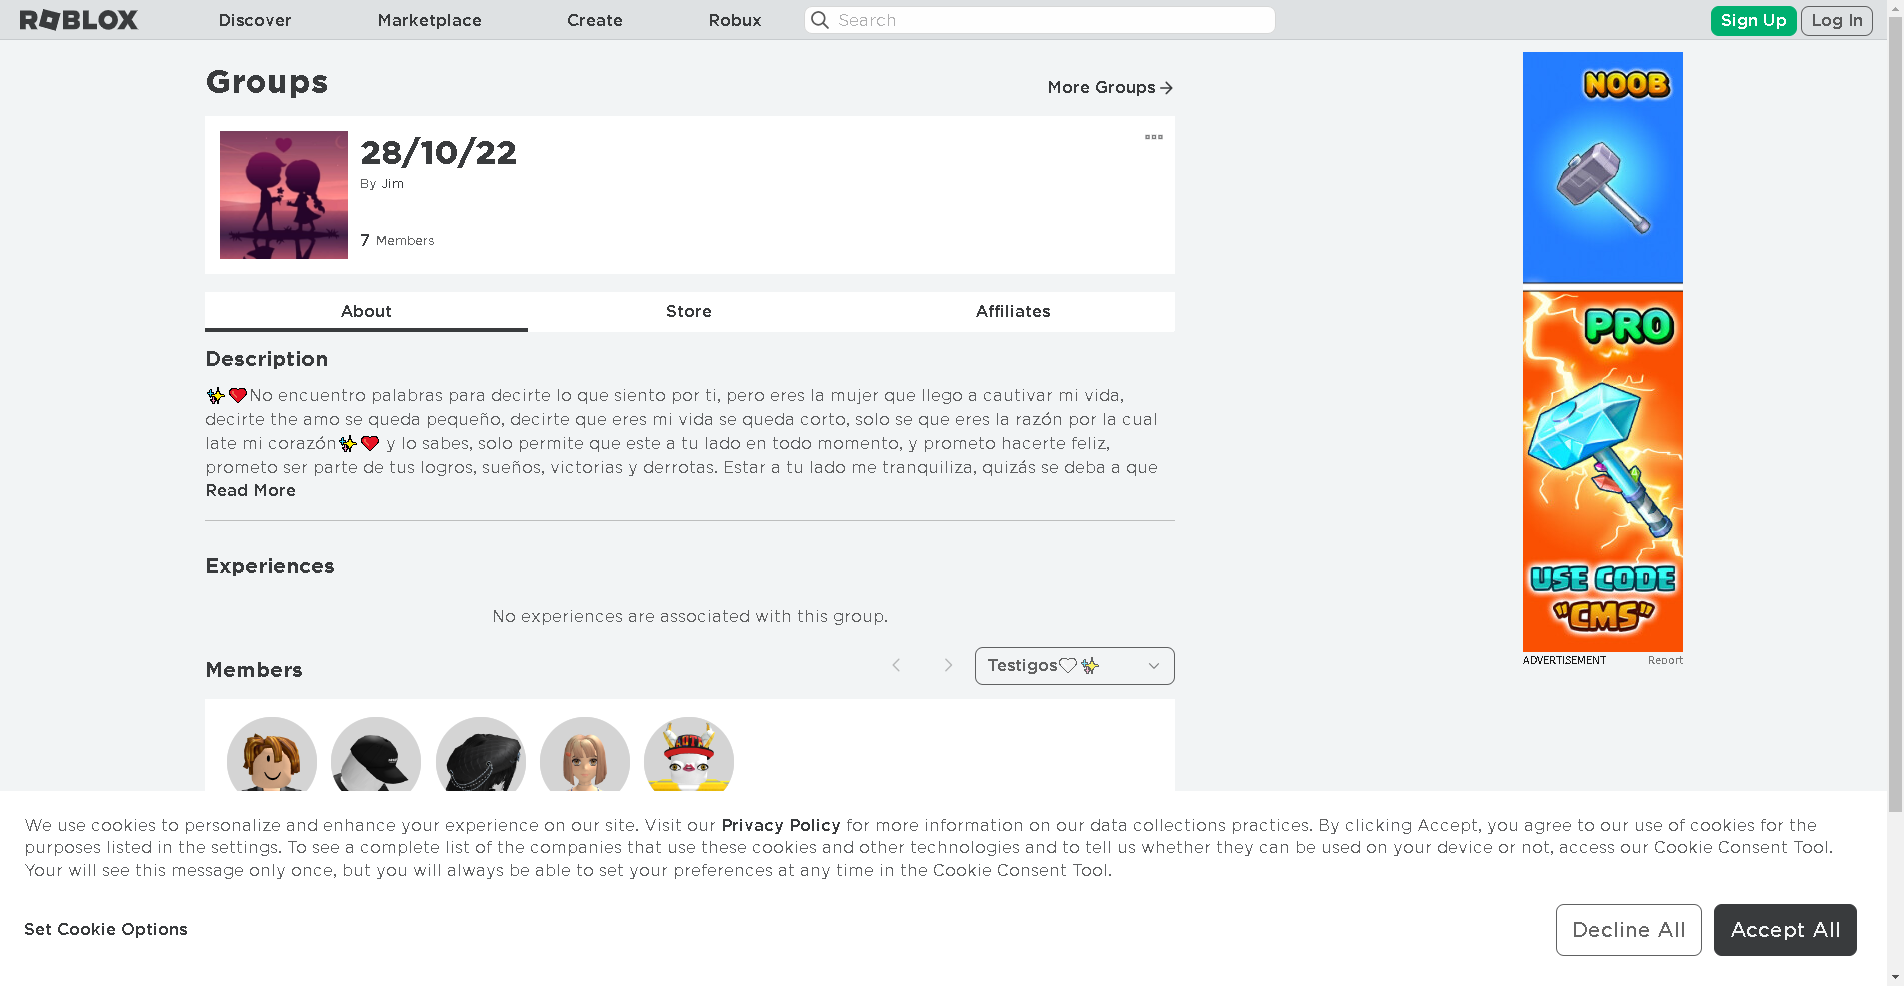 ROBLOX Discover Marketplace Create Robux Search Sign Up Log In
Groups
More Groups
28/10/22
By Jim
7 Members
About Store Affiliates
Description
✨❤️No encuentro palabras para decirte lo que siento por ti, pero eres la mujer que llego a cautivar mi vida,
decirte the amo se queda pequeño, decirte que eres mi vida se queda corto, solo se que eres la razón por la cual
late mi corazón✨❤️ y lo sabes, solo permite que este a tu lado en todo momento, y prometo hacerte feliz,
prometo ser parte de tus logros, sueños, victorias y derrotas. Estar a tu lado me tranquiliza, quizás se deba a que
Read More
Experiences
No experiences are associated with this group.
Members
Testigos🤍✨
NOOB
PRO
USE CODE
"CMS"
ADVERTISEMENT Report
We use cookies to personalize and enhance your experience on our site. Visit our Privacy Policy for more information on our data collections practices. By clicking Accept, you agree to our use of cookies for the
purposes listed in the settings. To see a complete list of the companies that use these cookies and other technologies and to tell us whether they can be used on your device or not, access our Cookie Consent Tool.
Your will see this message only once, but you will always be able to set your preferences at any time in the Cookie Consent Tool.
Set Cookie Options
Decline All Accept All